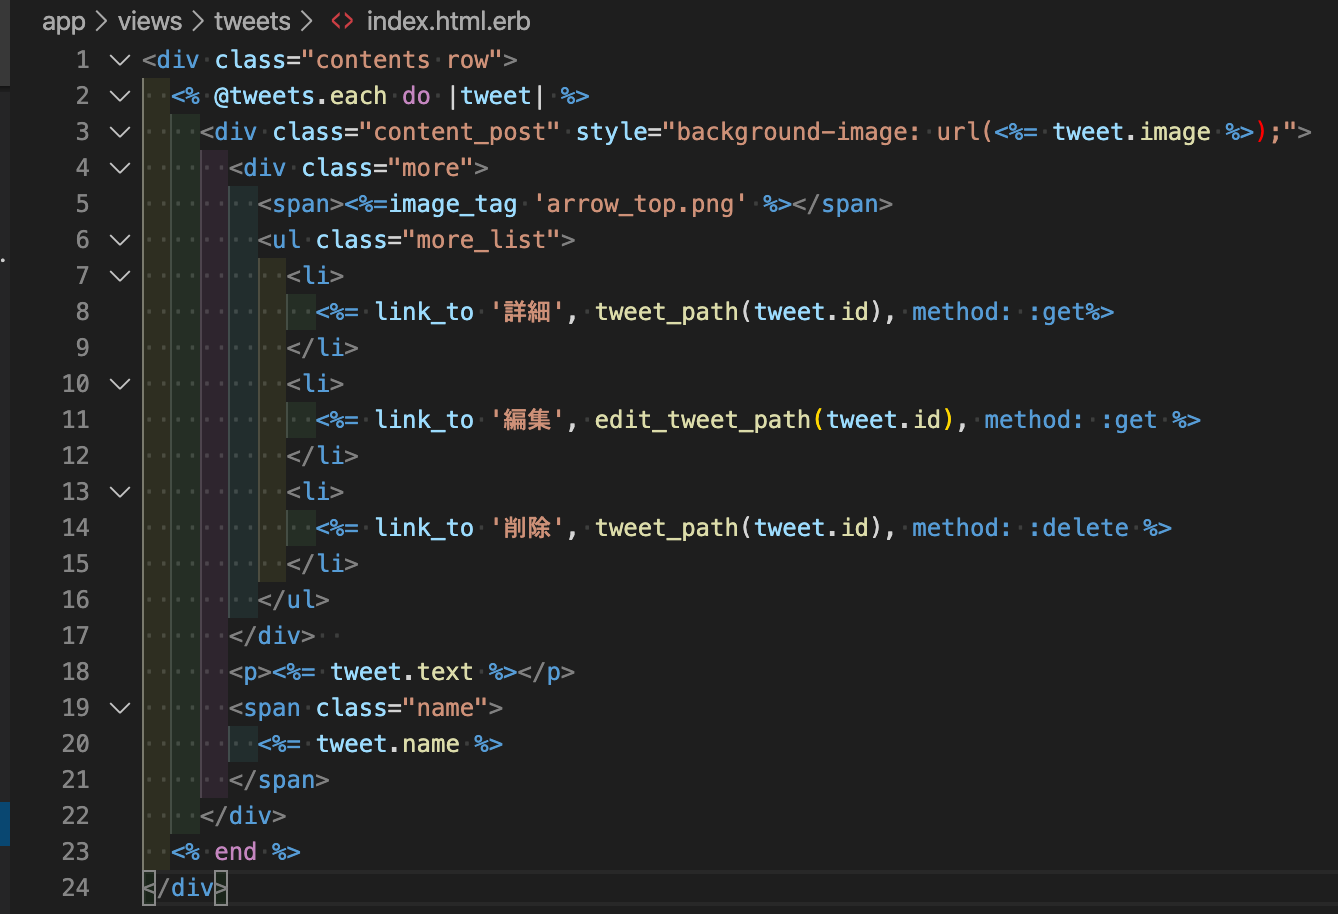 app > views > tweets > <> index.html.erb
1 <div class="contents row">
2 <% @tweets.each do |tweet| %>
3 <div class="content_post" style="background-image: url(<%= tweet.image %>);">
4 <div class="more">
5 <span><%=image_tag 'arrow_top.png' %></span>
6 <ul class="more_list">
7 <li>
8 <%= link_to '詳細', tweet_path(tweet.id), method: :get%>
9 </li>
10 <li>
11 <%= link_to '編集', edit_tweet_path(tweet.id), method: :get %>
12 </li>
13 <li>
14 <%= link_to '削除', tweet_path(tweet.id), method: :delete %>
15 </li>
16 </ul>
17 </div>
18 <p><%= tweet.text %></p>
19 <span class="name">
20 <%= tweet.name %>
21 </span>
22 </div>
23 <% end %>
24 </div>